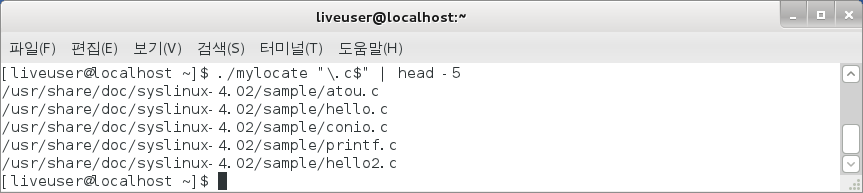 liveuser@localhost:~
파일(F) 편집(E) 보기(V) 검색(S) 터미널(T) 도움말(H)
[liveuser@localhost ~]$ ./mylocate "\.c$" | head -5
/usr/share/doc/syslinux-4.02/sample/atou.c
/usr/share/doc/syslinux-4.02/sample/hello.c
/usr/share/doc/syslinux-4.02/sample/conio.c
/usr/share/doc/syslinux-4.02/sample/printf.c
/usr/share/doc/syslinux-4.02/sample/hello2.c
[liveuser@localhost ~]$